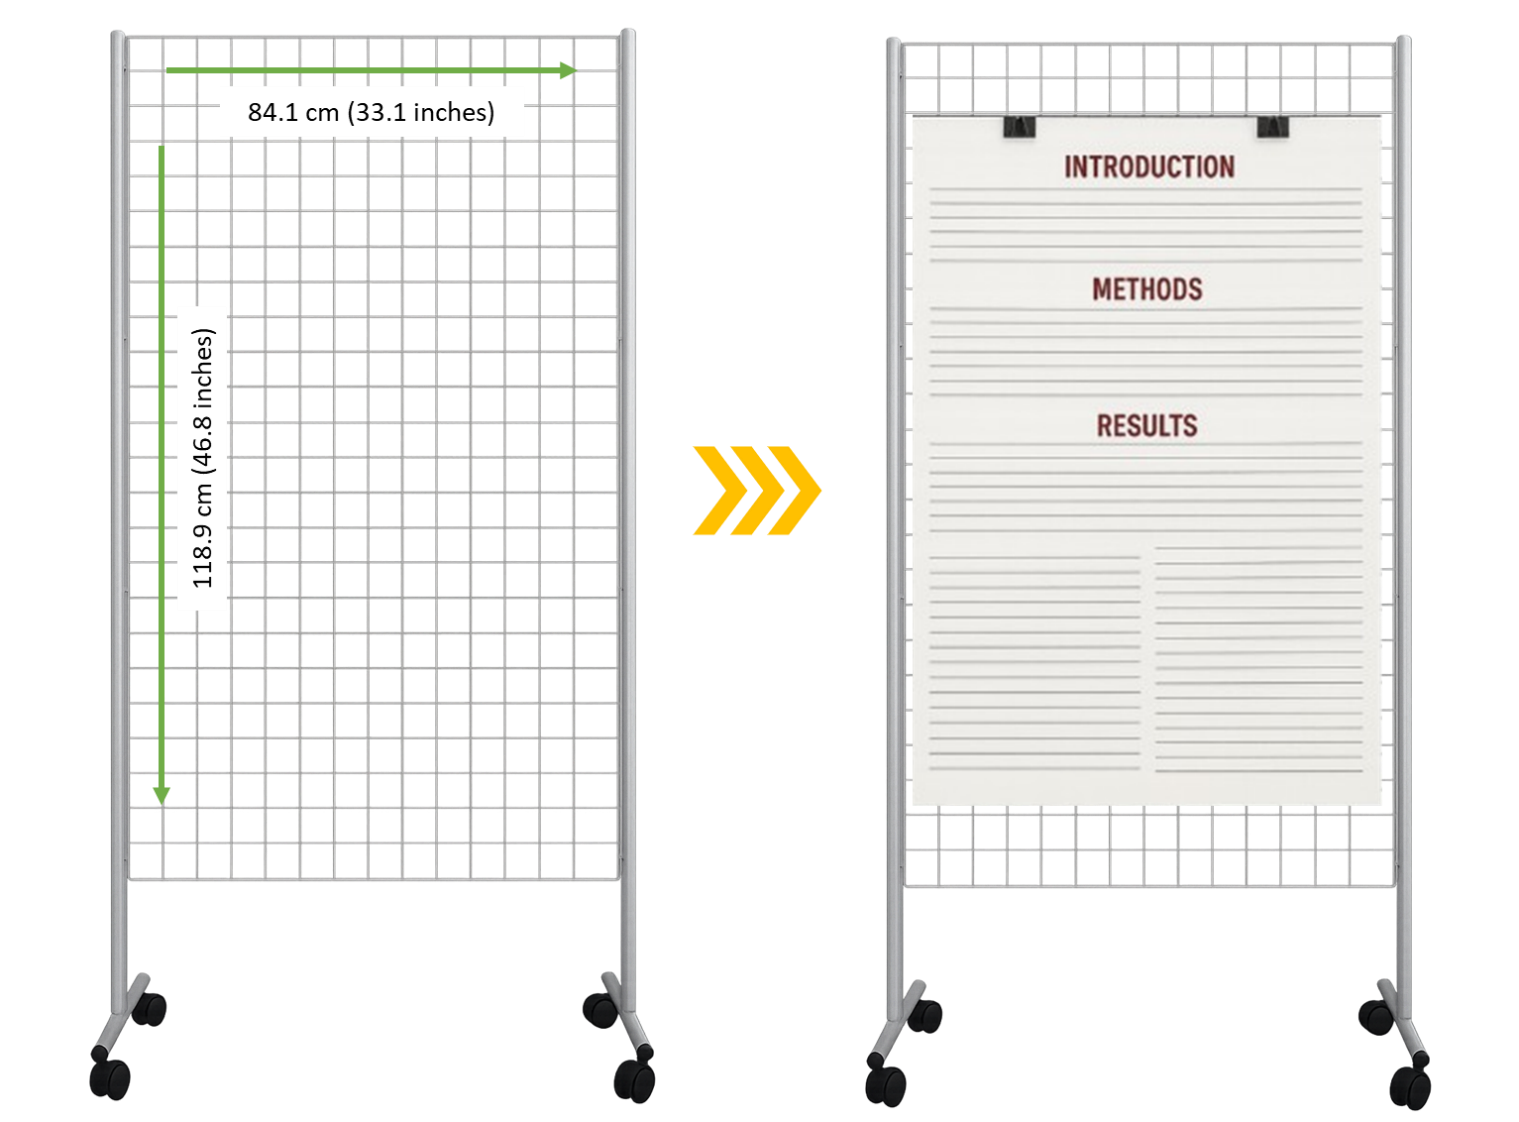 84.1 cm (33.1 inches)
118.9 cm (46.8 inches)
INTRODUCTION
METHODS
RESULTS